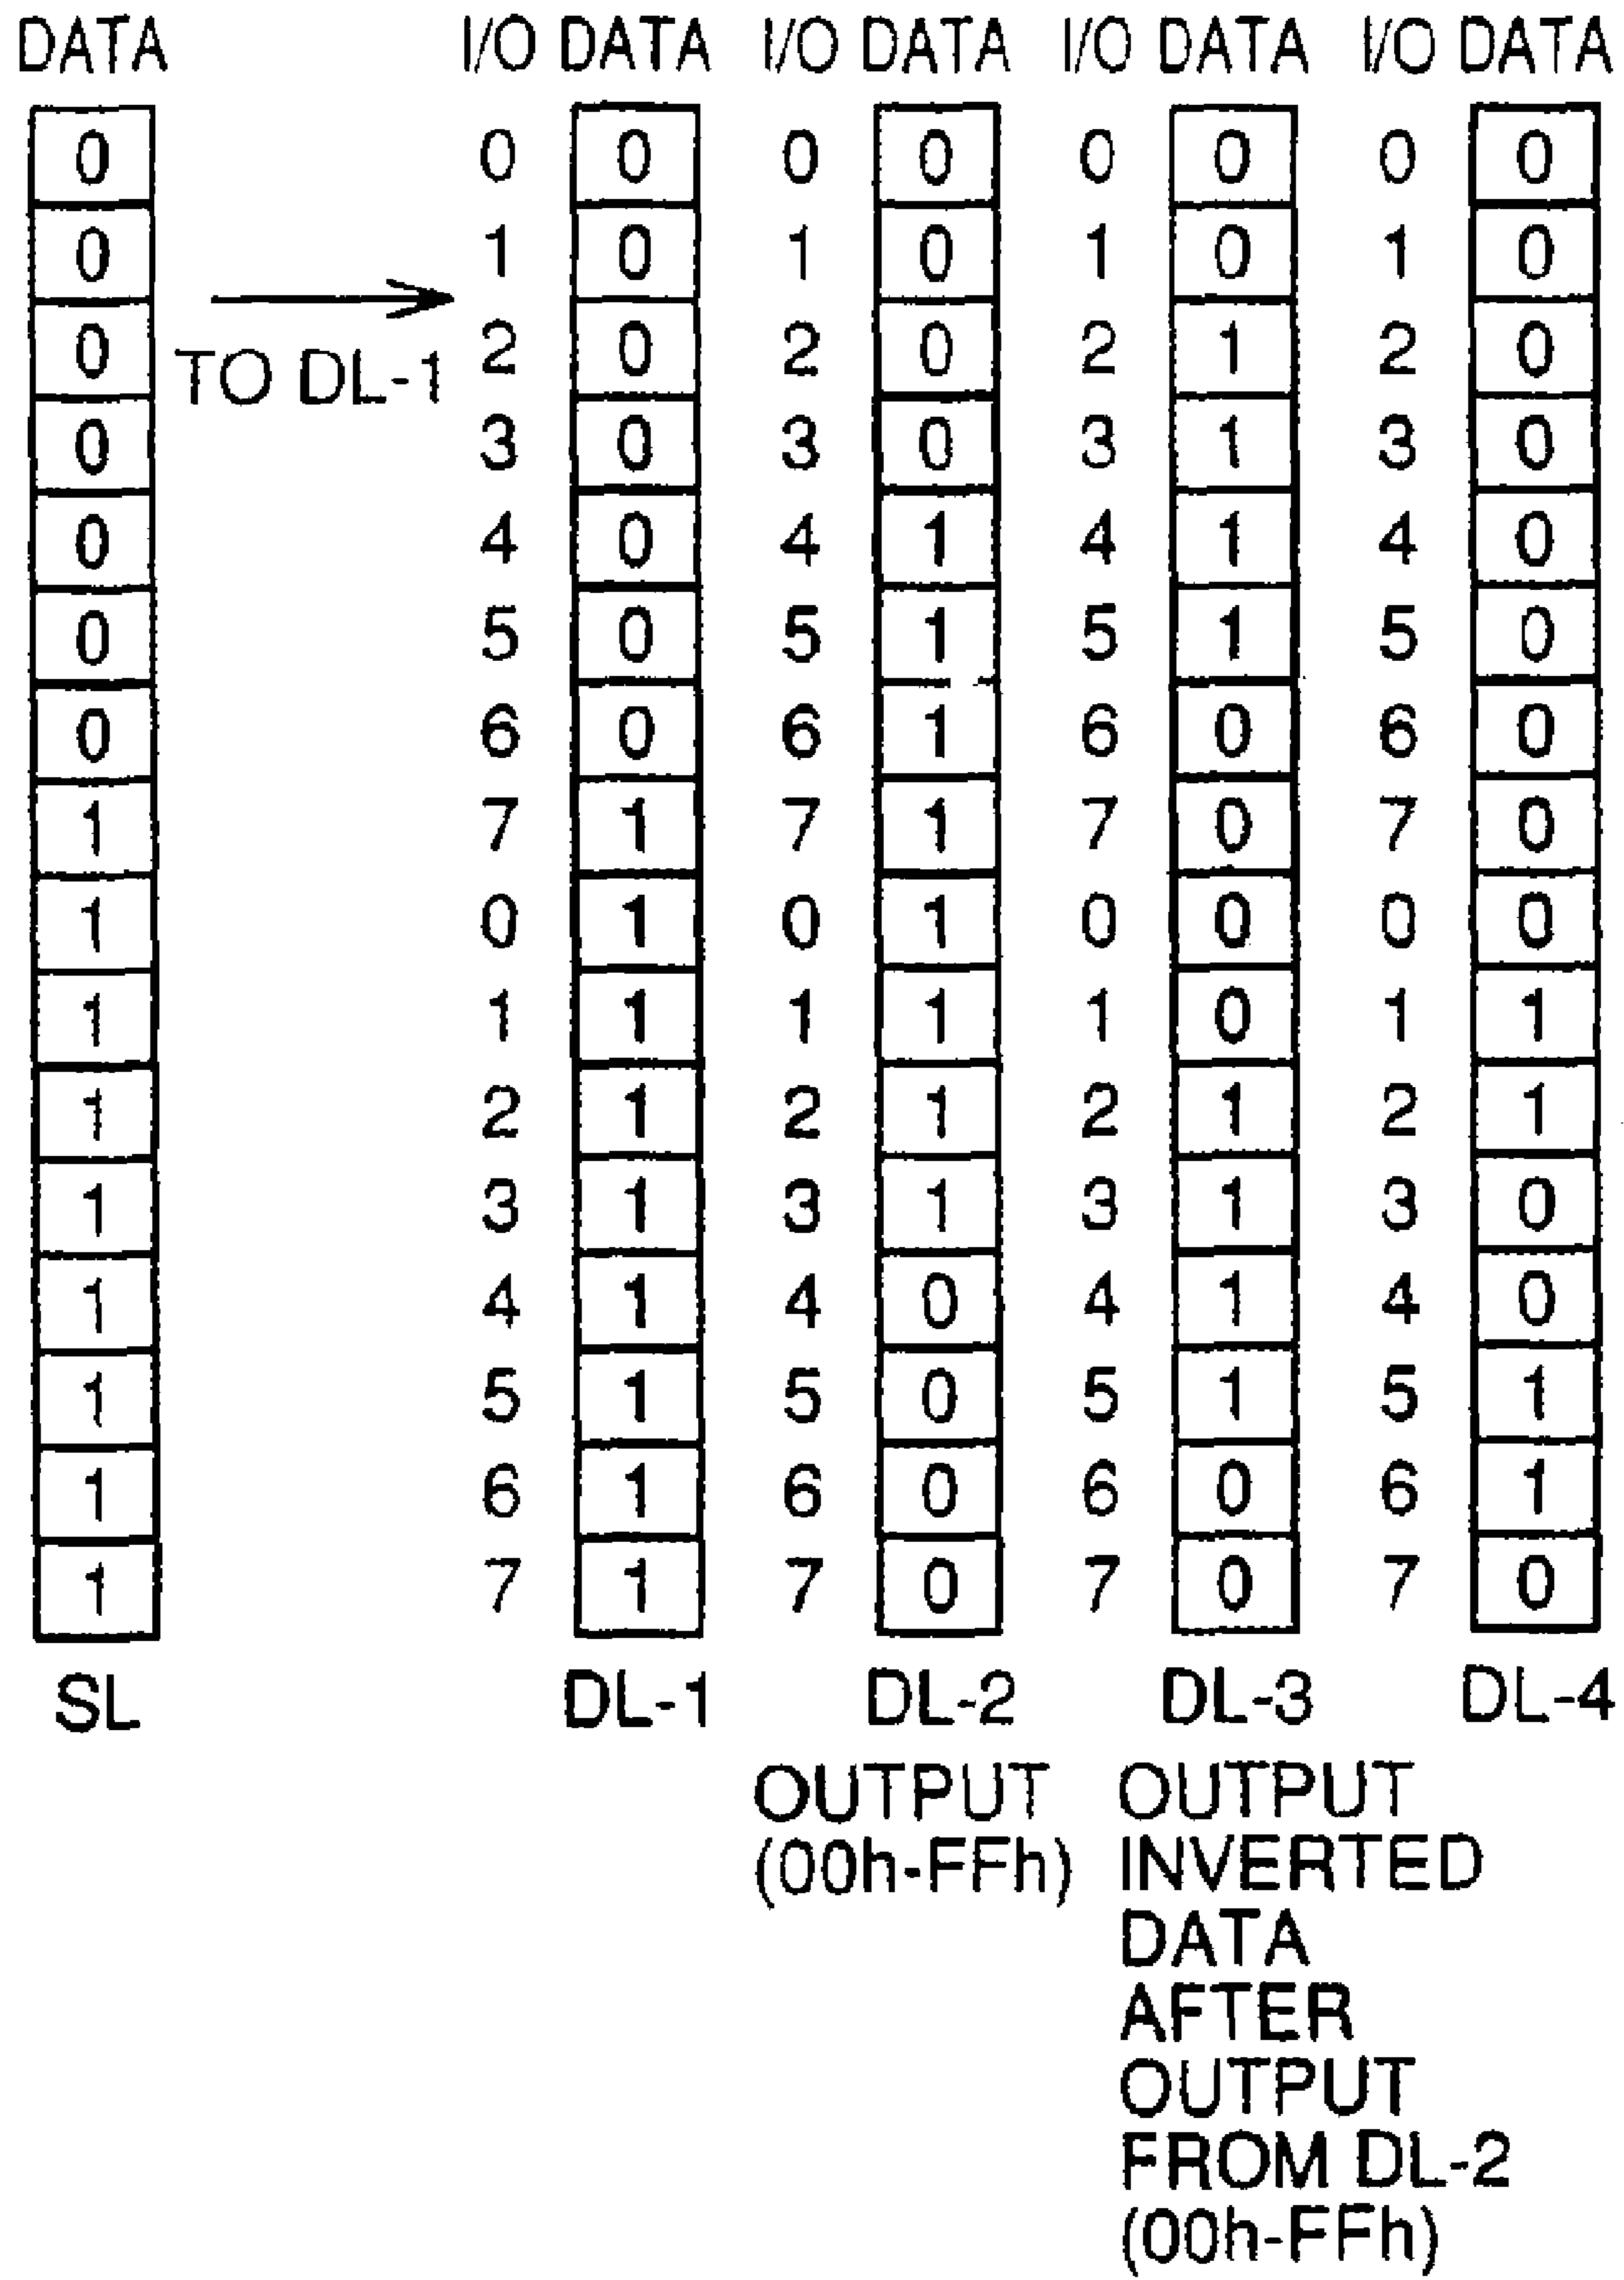 DATA I/O DATA I/O DATA I/O DATA I/O DATA
0 0 0 0 0 0 0 0 0
0 1 0 1 0 1 0 1 0
0 2 0 2 0 2 1 2 0
TO DL-1
0 3 0 3 0 3 1 3 0
0 4 0 4 1 4 1 4 0
0 5 0 5 1 5 1 5 0
0 6 0 6 1 6 0 6 0
1 7 1 7 1 7 0 7 0
1 0 1 0 1 0 0 0 0
1 1 1 1 1 1 0 1 1
1 2 1 2 1 2 1 2 1
1 3 1 3 1 3 1 3 0
1 4 1 4 0 4 1 4 0
1 5 1 5 0 5 1 5 1
1 6 1 6 0 6 0 6 1
1 7 1 7 0 7 0 7 0
SL DL-1 DL-2 DL-3 DL-4
OUTPUT
(00h-FFh)
OUTPUT
INVERTED
DATA
AFTER
OUTPUT
FROM DL-2
(00h-FFh)